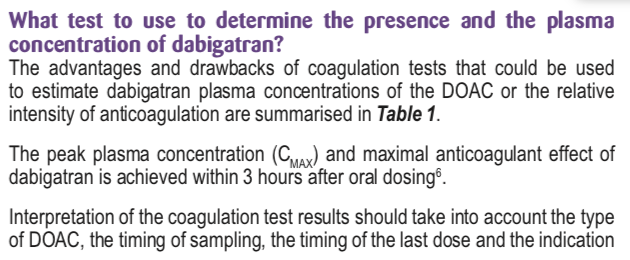 What test to use to determine the presence and the plasma
concentration of dabigatran?
The advantages and drawbacks of coagulation tests that could be used
to estimate dabigatran plasma concentrations of the DOAC or the relative
intensity of anticoagulation are summarised in Table 1.
The peak plasma concentration (CMAX) and maximal anticoagulant effect of
dabigatran is achieved within 3 hours after oral dosing⁶.
Interpretation of the coagulation test results should take into account the type
of DOAC, the timing of sampling, the timing of the last dose and the indication